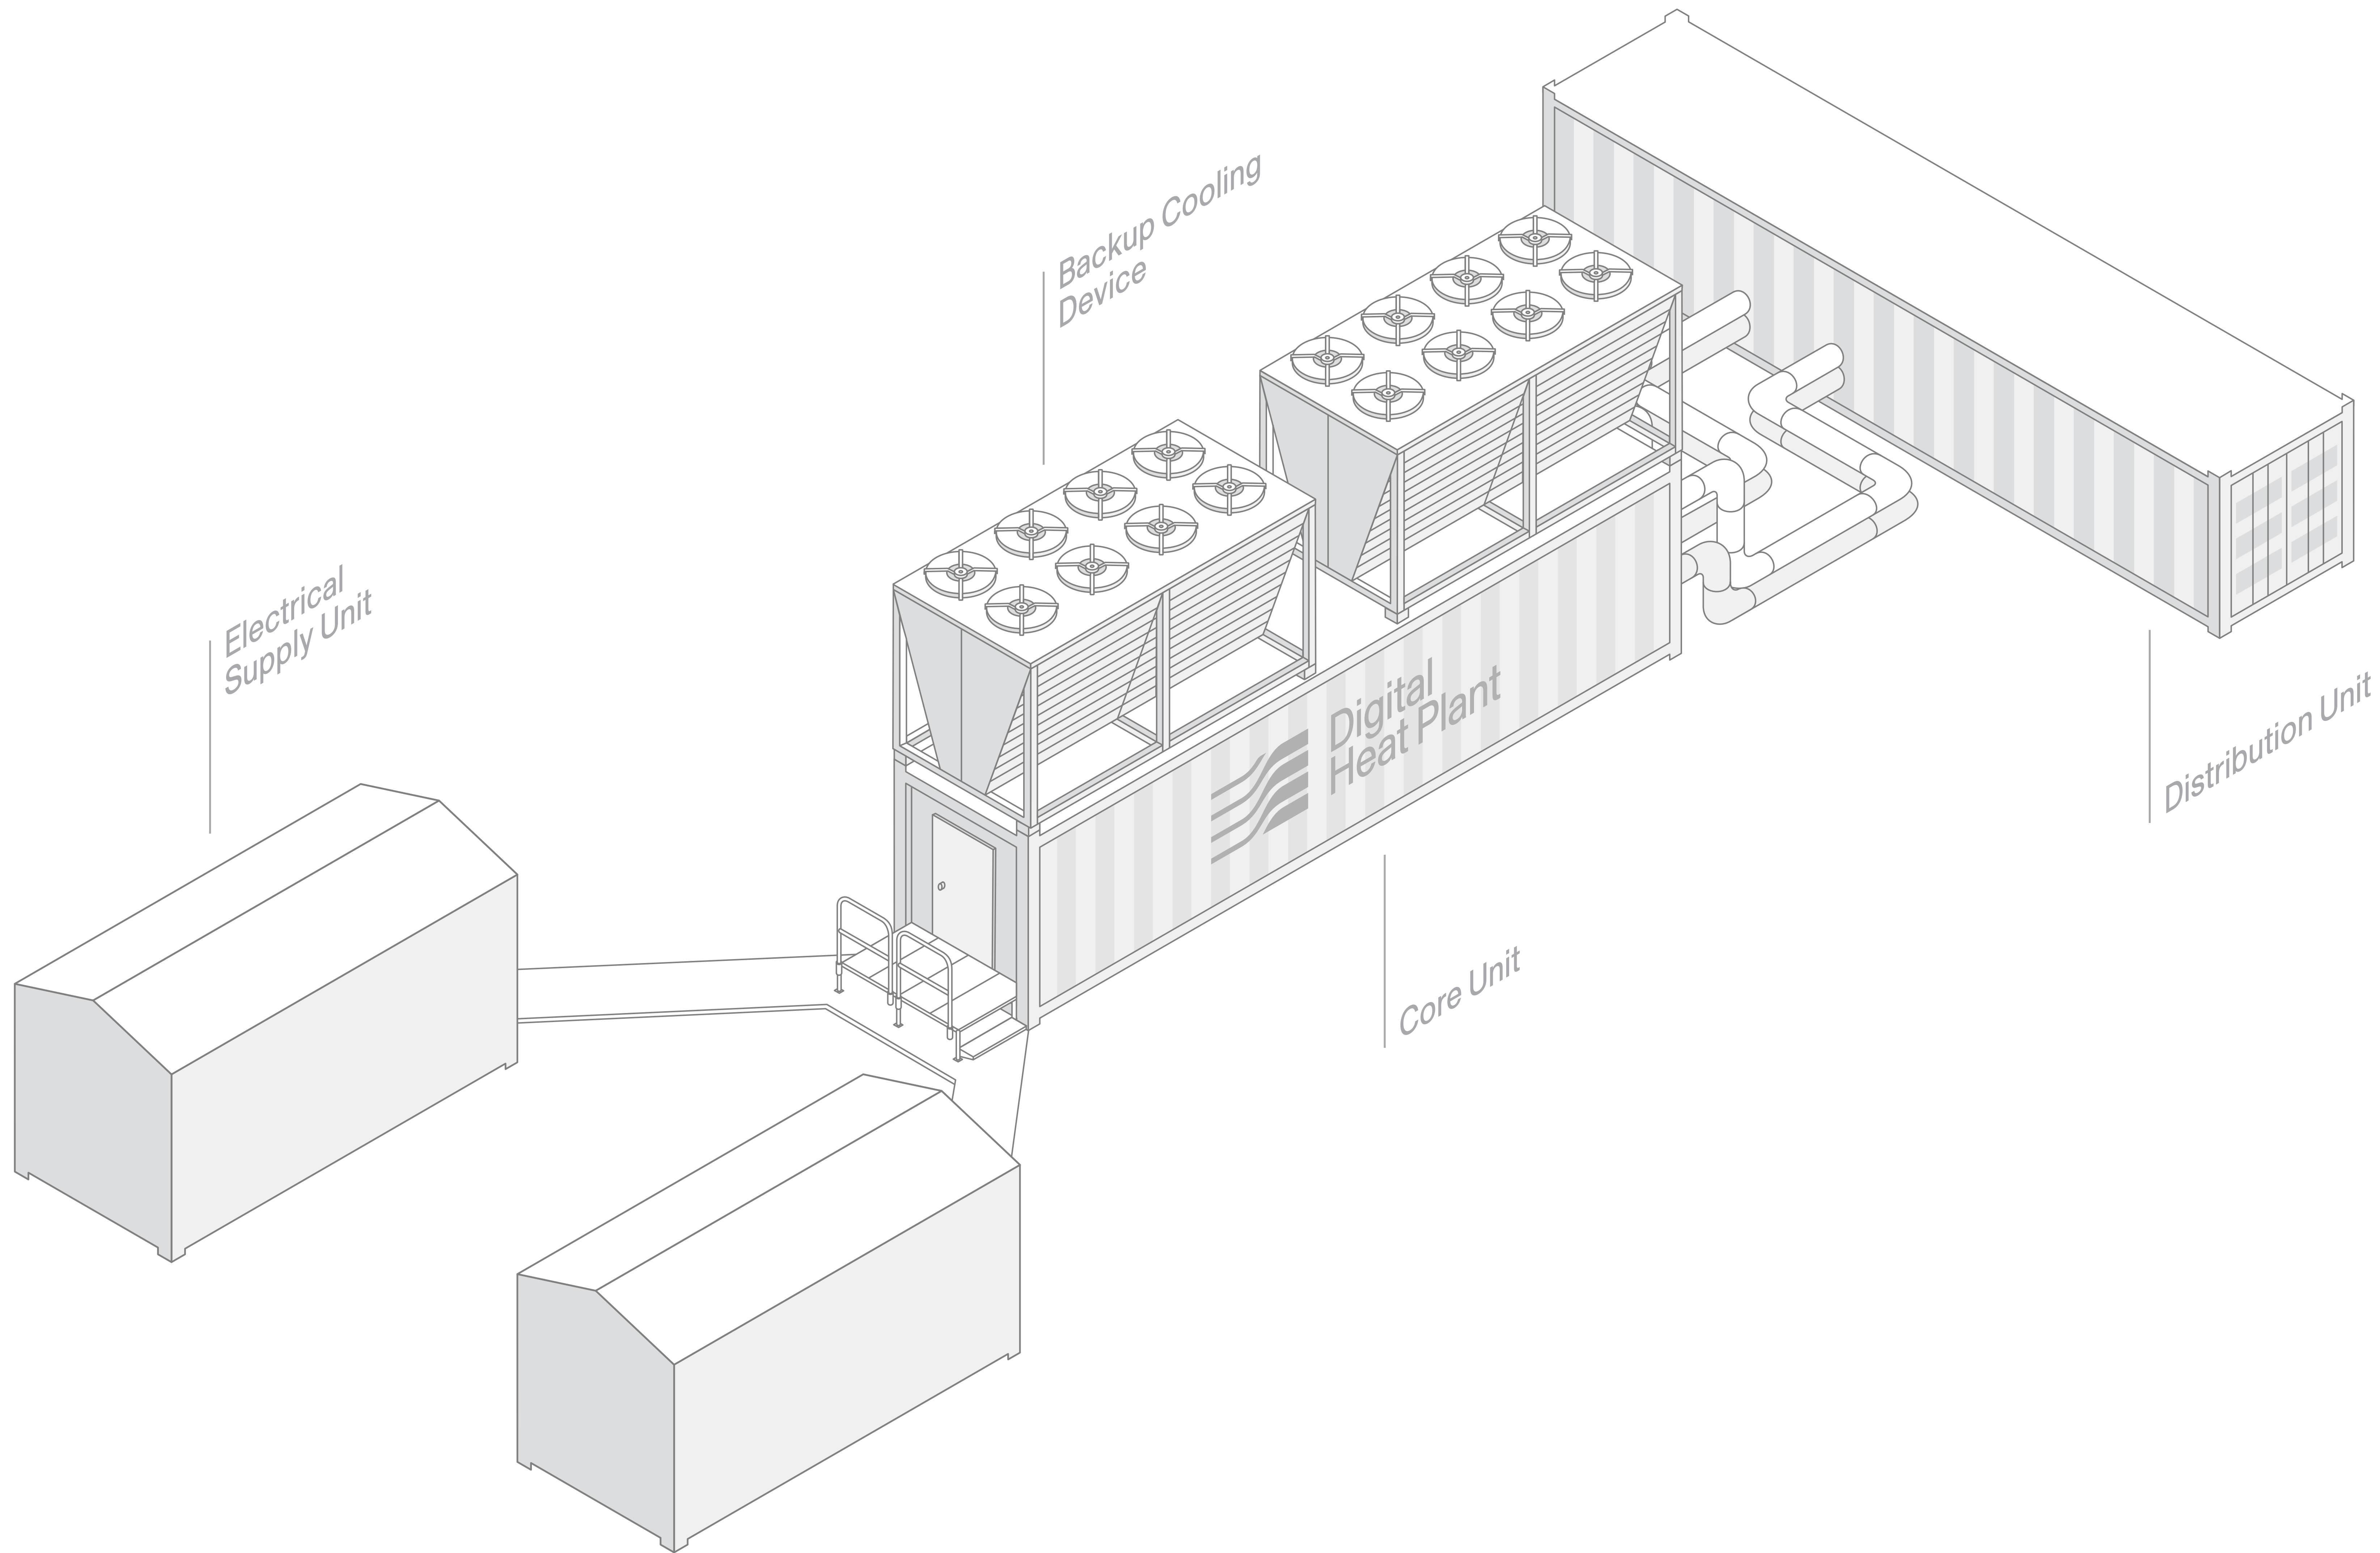 Backup Cooling
Device
Electrical
Supply Unit
Digital
Heat Plant
Distribution Unit
Core Unit